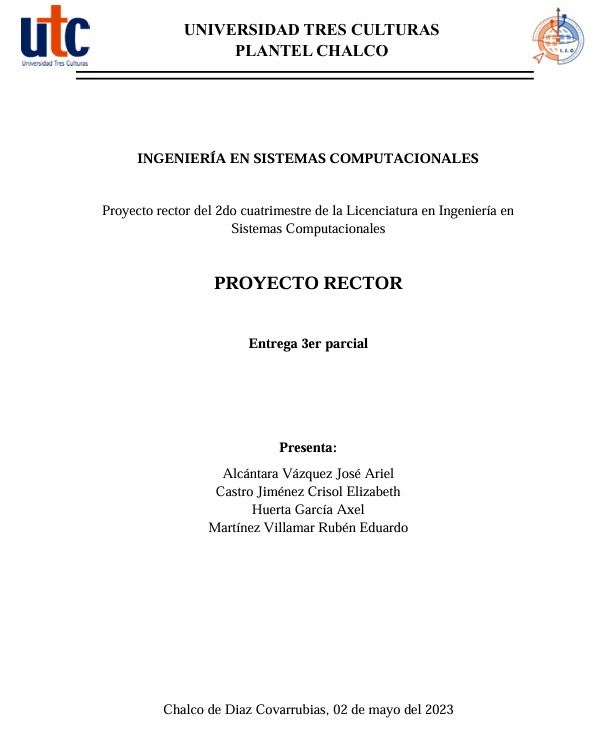 utc
Universidad Tres Culturas
UNIVERSIDAD TRES CULTURAS
PLANTEL CHALCO
INGENIERÍA EN SISTEMAS COMPUTACIONALES
Proyecto rector del 2do cuatrimestre de la Licenciatura en Ingeniería en
Sistemas Computacionales
PROYECTO RECTOR
Entrega 3er parcial
Presenta:
Alcántara Vázquez José Ariel
Castro Jiménez Crisol Elizabeth
Huerta García Axel
Martínez Villamar Rubén Eduardo
Chalco de Diaz Covarrubias, 02 de mayo del 2023